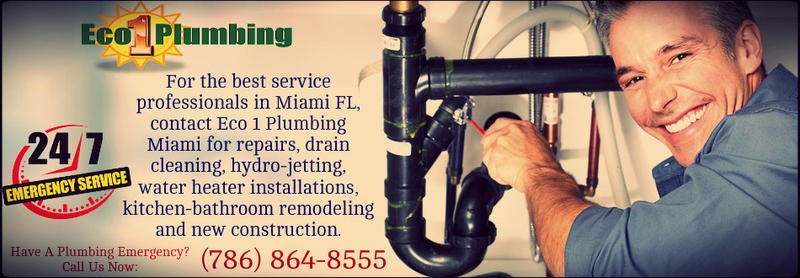 Eco 1 Plumbing
For the best service
professionals in Miami FL,
contact Eco 1 Plumbing
Miami for repairs, drain
cleaning, hydro-jetting,
water heater installations,
kitchen-bathroom remodeling
and new construction.
24/7
EMERGENCY SERVICE
Have A Plumbing Emergency?
Call Us Now:
(786) 864-8555